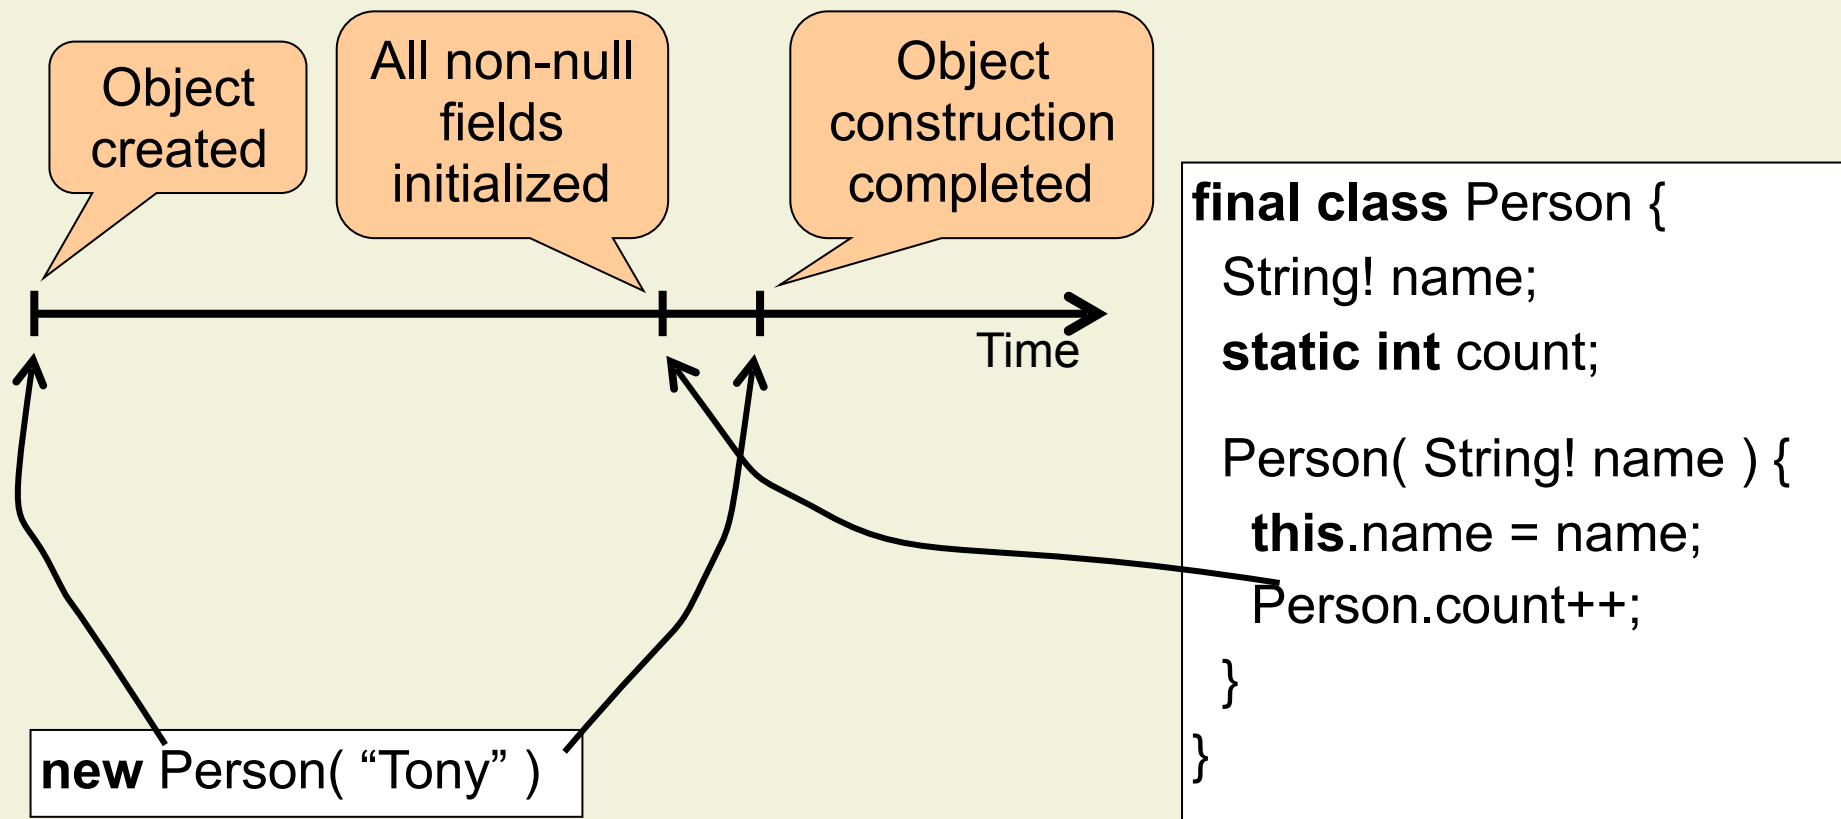 Object
created
All non-null
fields
initialized
Object
construction
completed
Time
final class Person {
String! name;
static int count;
Person( String! name ) {
this.name = name;
Person.count++;
}
}
new Person( “Tony” )